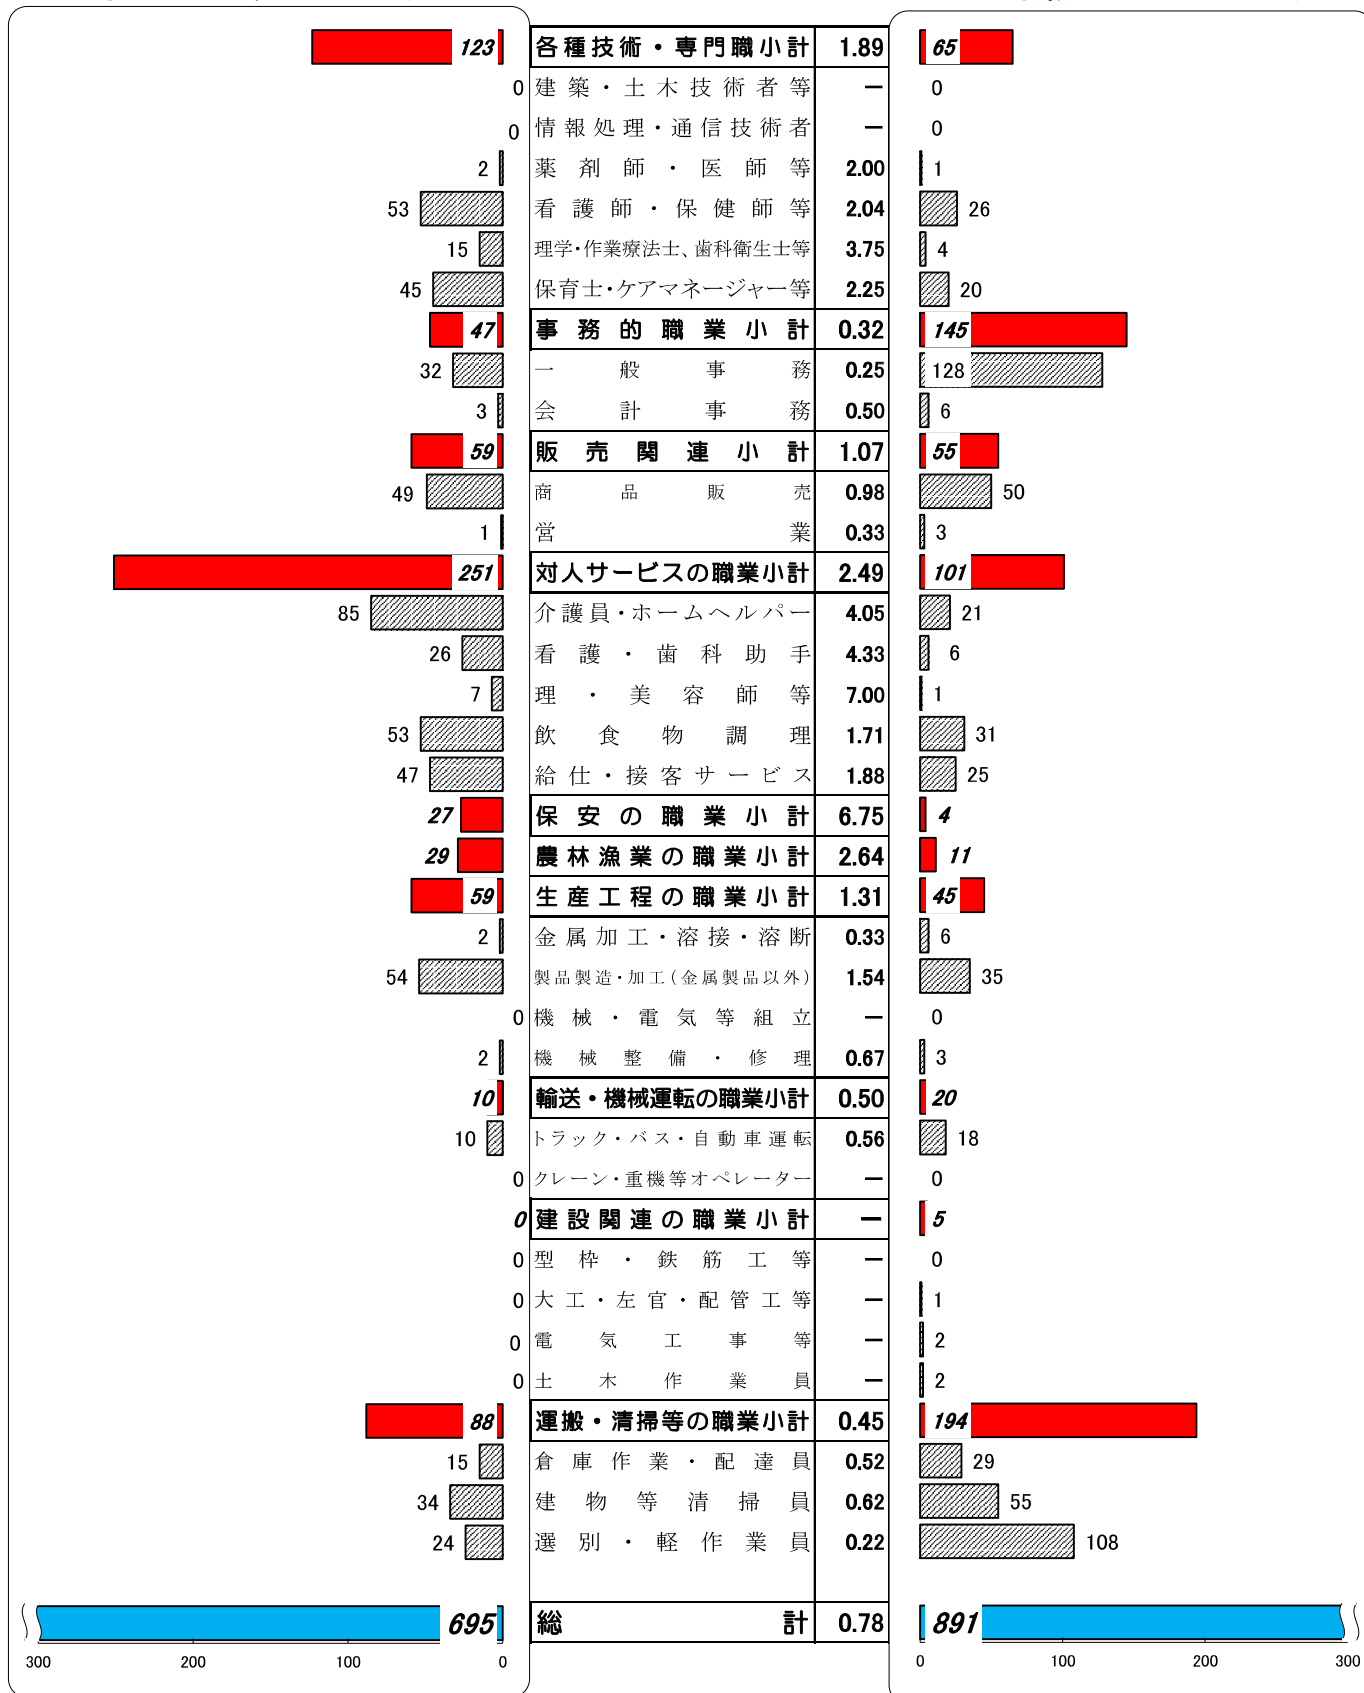 123 各種技術・専門職小計 1.89 65
0 建築・土木技術者等 － 0
0 情報処理・通信技術者 － 0
2 薬剤師・医師等 2.00 1
53 看護師・保健師等 2.04 26
15 理学・作業療法士、歯科衛生士等 3.75 4
45 保育士・ケアマネージャー等 2.25 20
47 事務的職業小計 0.32 145
32 一般事務 0.25 128
3 会計事務 0.50 6
59 販売関連小計 1.07 55
49 商品販売 0.98 50
1 営業 0.33 3
251 対人サービスの職業小計 2.49 101
85 介護員・ホームヘルパー 4.05 21
26 看護・歯科助手 4.33 6
7 理・美容師等 7.00 1
53 飲食物調理 1.71 31
47 給仕・接客サービス 1.88 25
27 保安の職業小計 6.75 4
29 農林漁業の職業小計 2.64 11
59 生産工程の職業小計 1.31 45
2 金属加工・溶接・溶断 0.33 6
54 製品製造・加工(金属製品以外) 1.54 35
0 機械・電気等組立 － 0
2 機械整備・修理 0.67 3
10 輸送・機械運転の職業小計 0.50 20
10 トラック・バス・自動車運転 0.56 18
0 クレーン・重機等オペレーター － 0
0 建設関連の職業小計 － 5
0 型枠・鉄筋工等 － 0
0 大工・左官・配管工等 － 1
0 電気工事等 － 2
0 土木作業員 － 2
88 運搬・清掃等の職業小計 0.45 194
15 倉庫作業・配達員 0.52 29
34 建物等清掃員 0.62 55
24 選別・軽作業員 0.22 108
695 総計 0.78 891
300 200 100 0 0 100 200 300